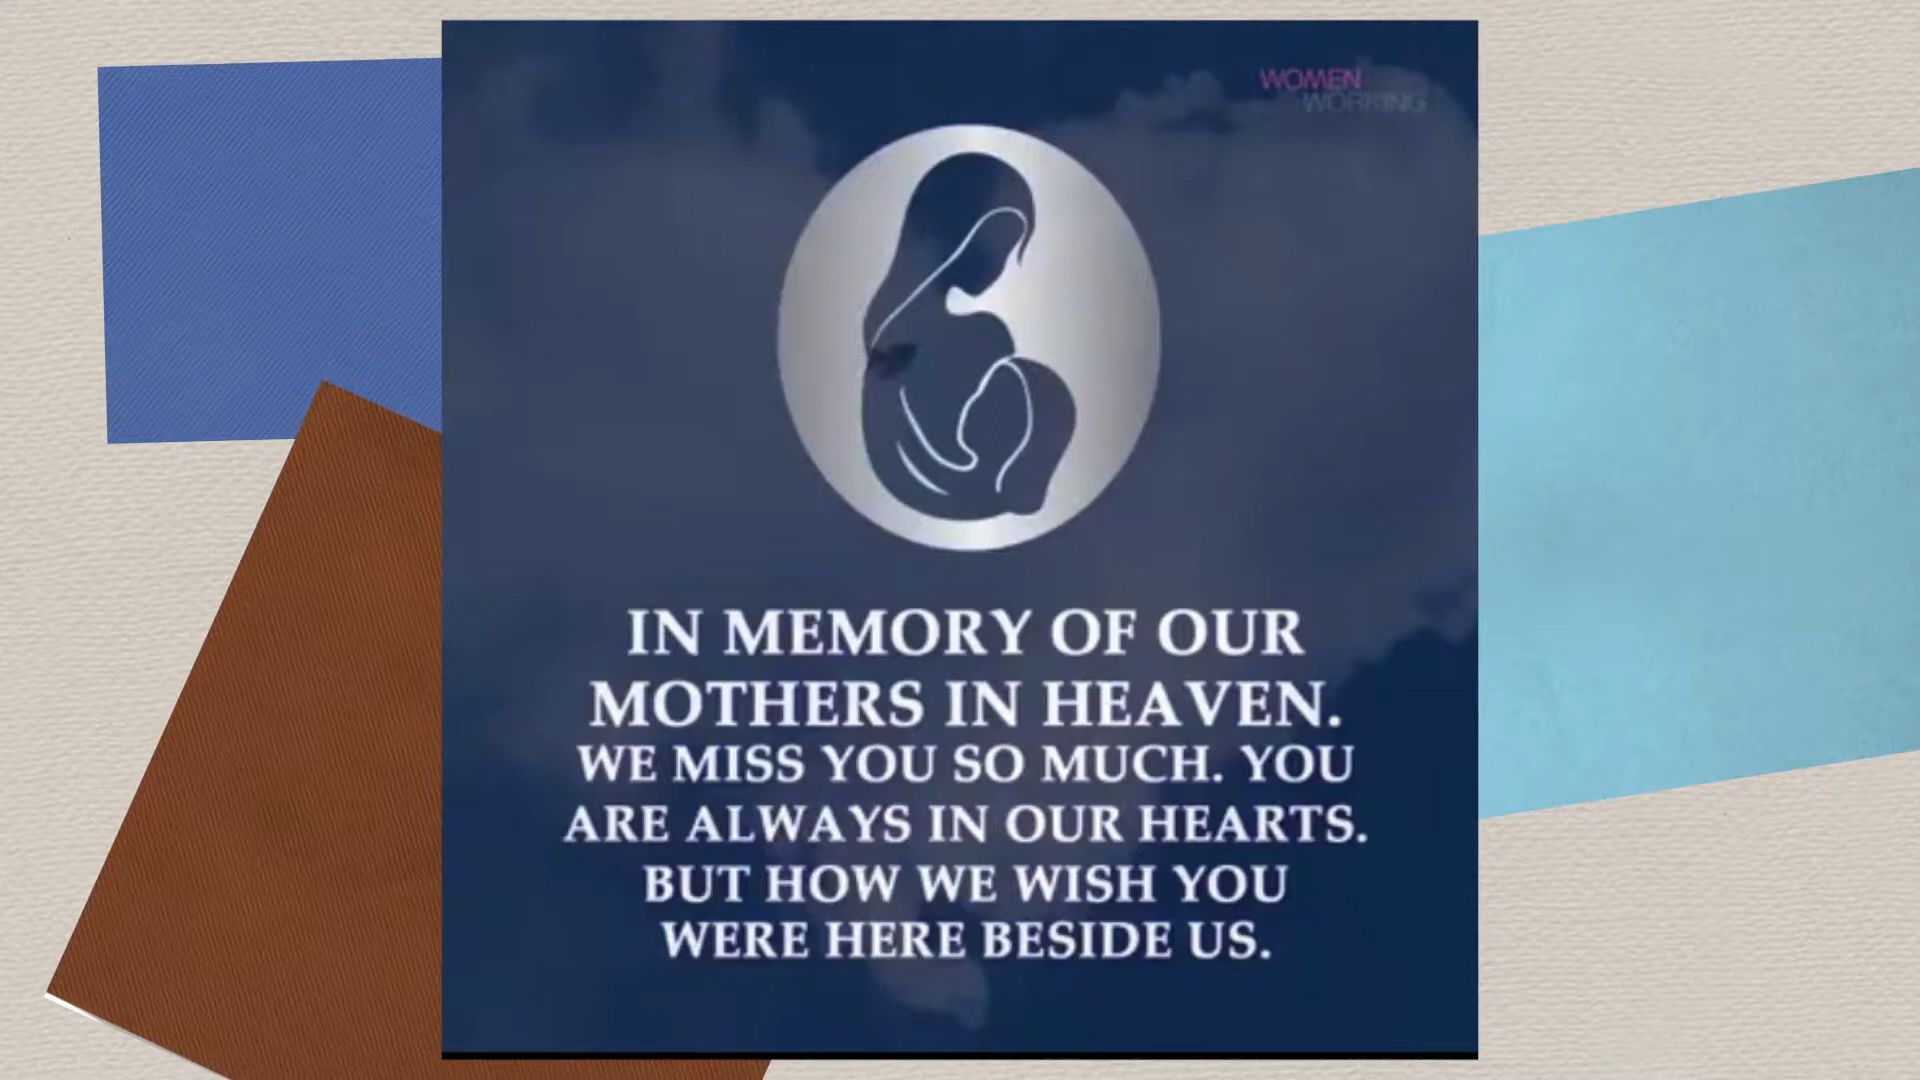 WOMEN
WORKING
IN MEMORY OF OUR
MOTHERS IN HEAVEN.
WE MISS YOU SO MUCH. YOU
ARE ALWAYS IN OUR HEARTS.
BUT HOW WE WISH YOU
WERE HERE BESIDE US.